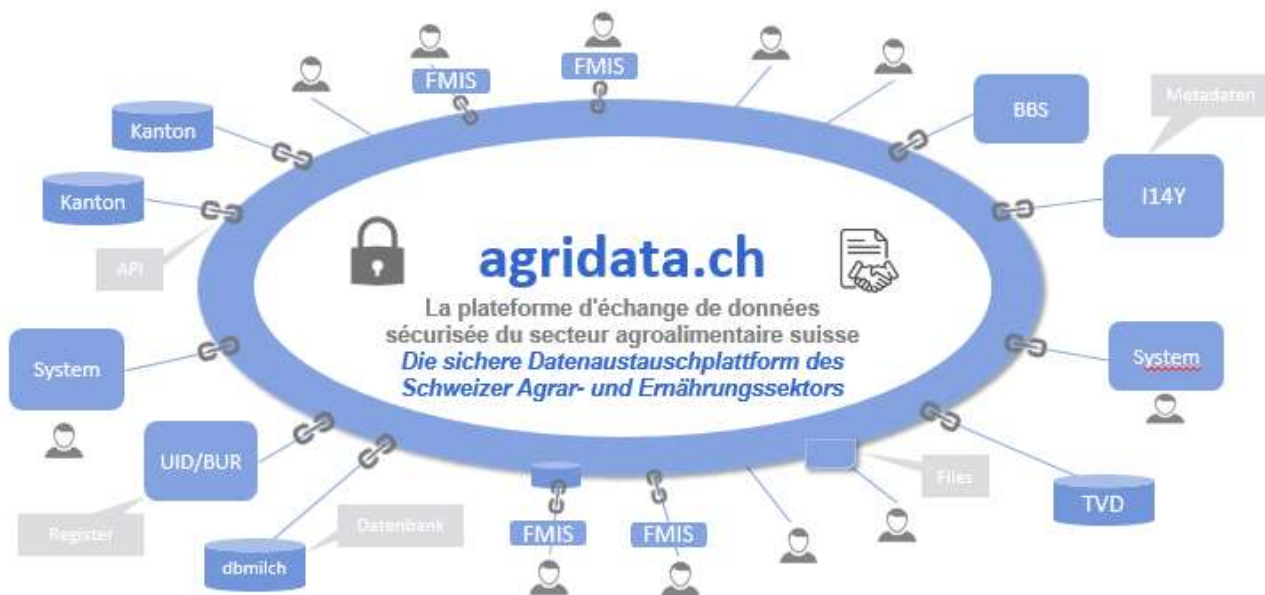 FMIS
FMIS
Kanton
BBS
Metadaten
Kanton
I14Y
API
agridata.ch
La plateforme d'échange de données
sécurisée du secteur agroalimentaire suisse
Die sichere Datenaustauschplattform des
Schweizer Agrar- und Ernährungssektors
System
System
UID/BUR
Files
TVD
Register
Datenbank
FMIS
FMIS
dbmilch